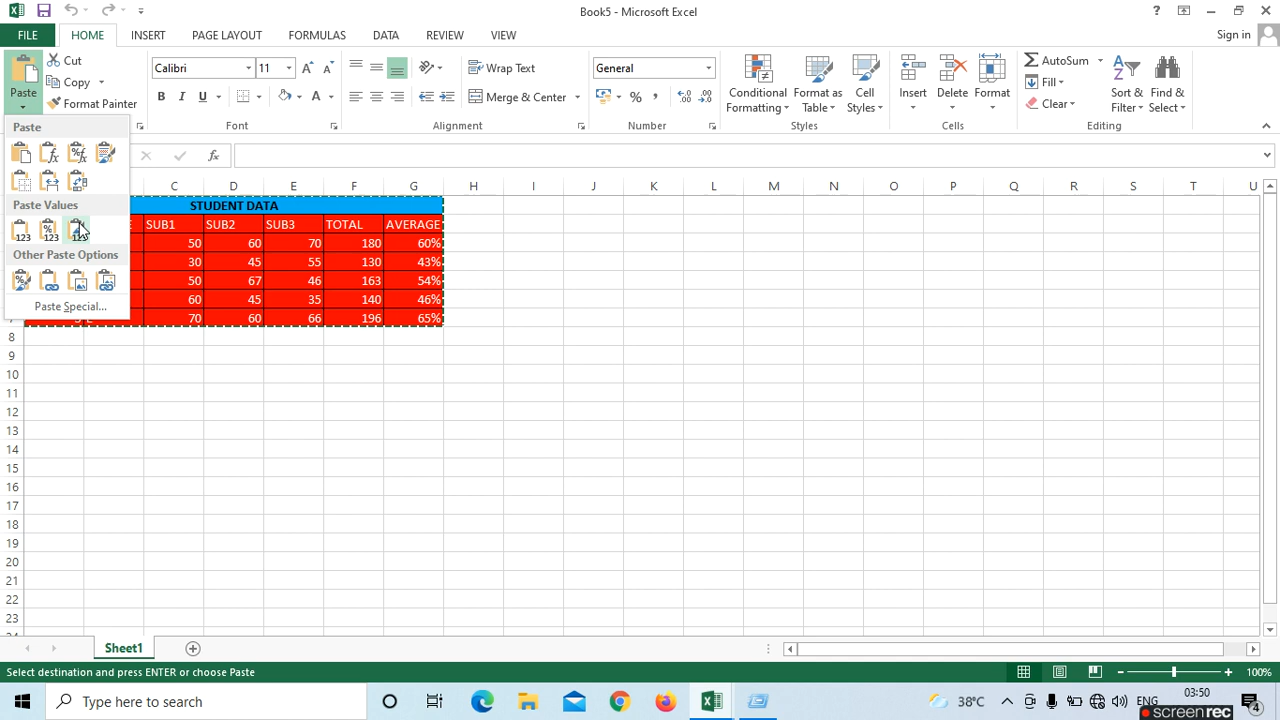 Book5 - Microsoft Excel
?
FILE HOME INSERT PAGE LAYOUT FORMULAS DATA REVIEW VIEW Sign in
Paste
Cut
Copy
Format Painter
Calibri 11
B I U A
Font
Wrap Text
Merge & Center
Alignment
General
% ,
Number
Conditional Formatting
Format as Table
Cell Styles
Styles
Insert Delete Format
Cells
AutoSum
Fill
Clear
Sort & Filter
Find & Select
Editing
Paste
Paste Values
123 123 123
Other Paste Options
Paste Special...
fx
C D E F G H I J K L M N O P Q R S T U
STUDENT DATA
SUB1 SUB2 SUB3 TOTAL AVERAGE
50 60 70 180 60%
30 45 55 130 43%
50 67 46 163 54%
60 45 35 140 46%
70 60 66 196 65%
8
9
10
11
12
13
14
15
16
17
18
19
20
21
22
23
Sheet1
Select destination and press ENTER or choose Paste
100%
Type here to search
38°C
ENG
03:50
screenrec
4